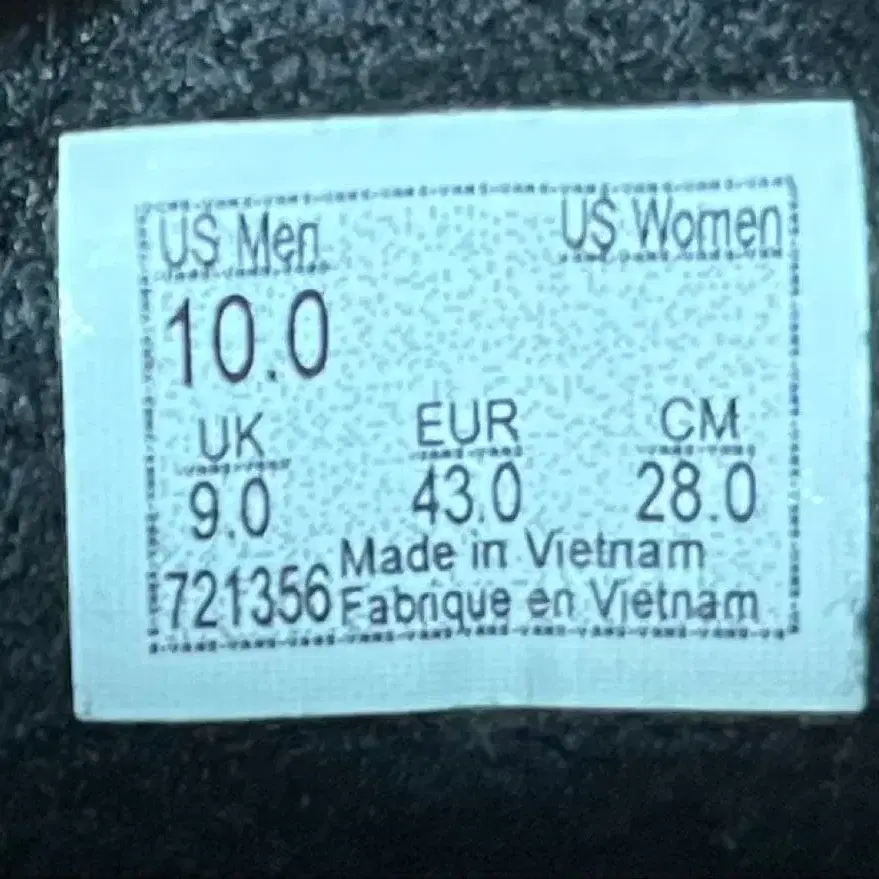 US Men US Women
10.0
UK EUR CM
9.0 43.0 28.0
Made in Vietnam
721356 Fabrique en Vietnam